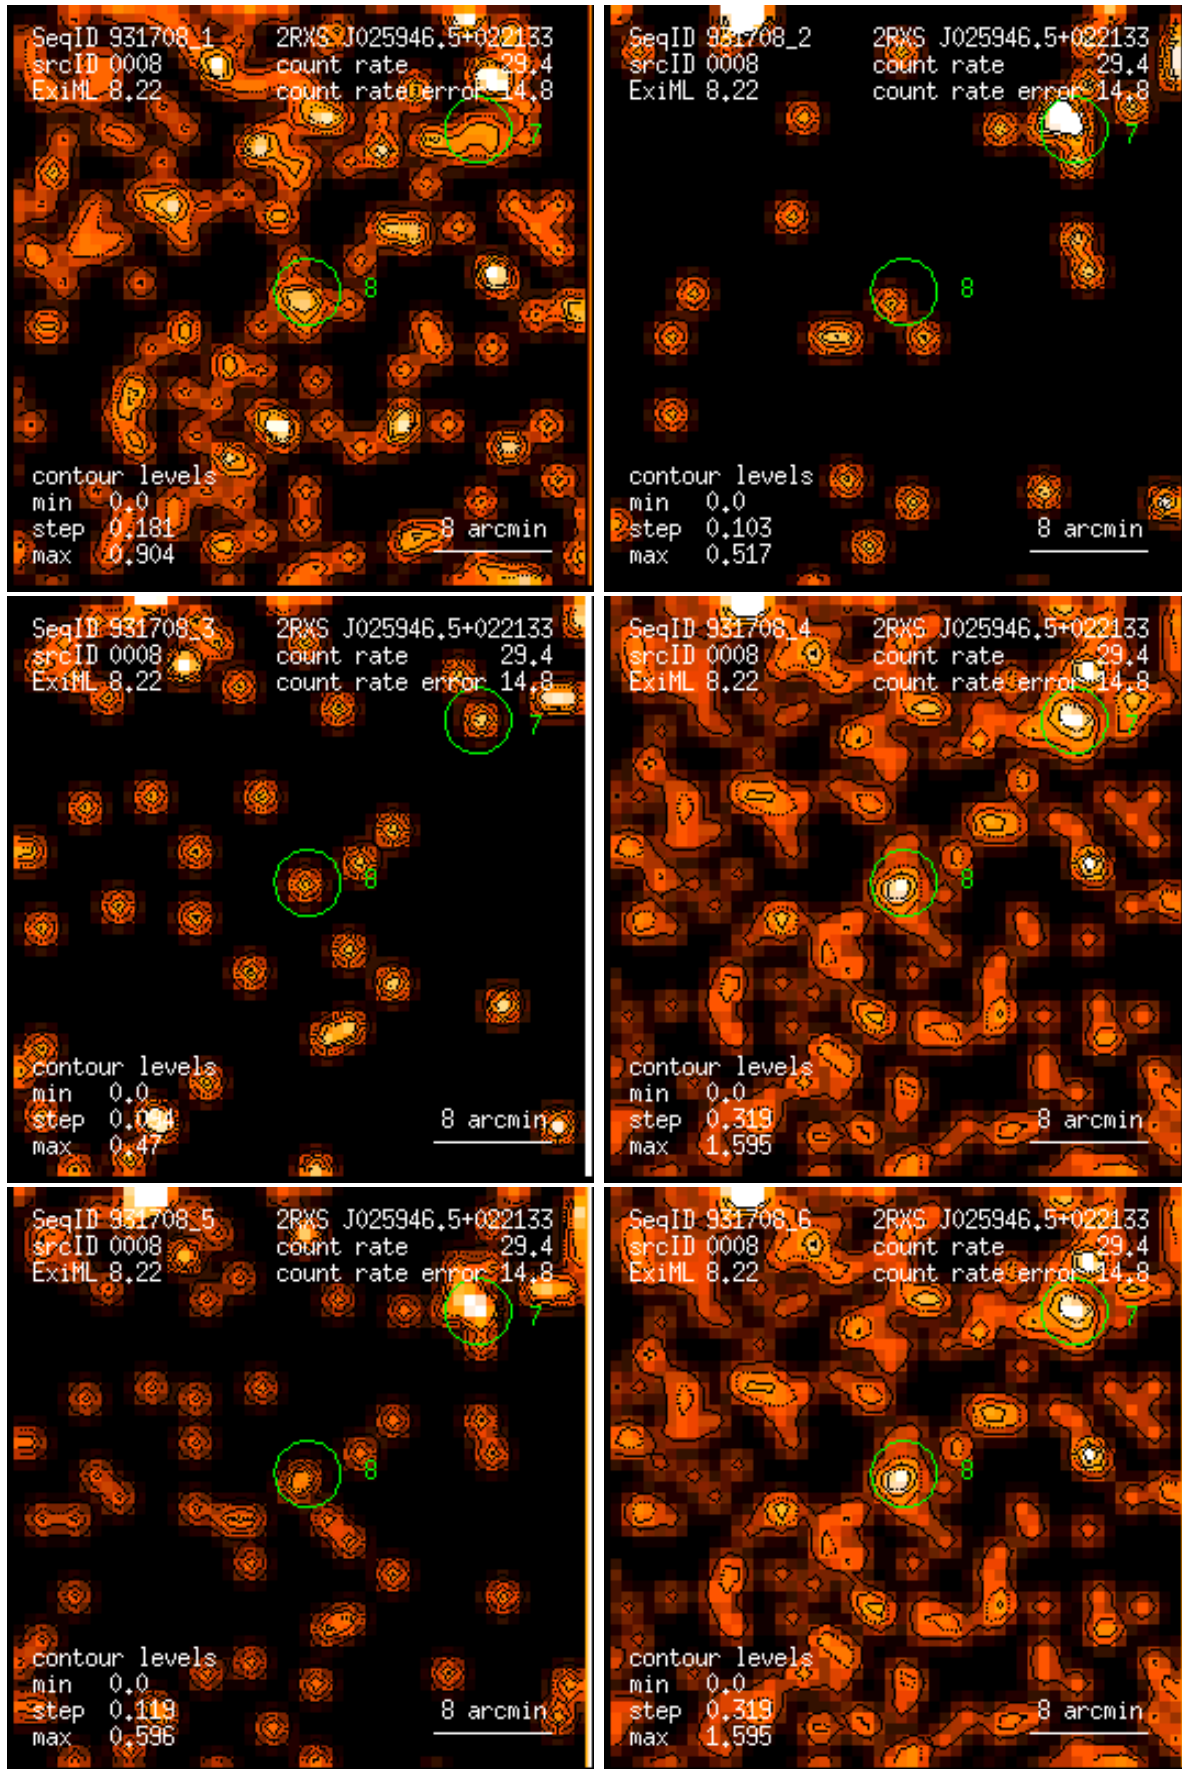 SeqID 931708_1 2RXS J025946.5+022133
srcID 0008 count rate 29.4
ExiML 8.22 count rate error 14.8
7
8
contour levels
min 0.0
step 0.181 8 arcmin
max 0.904
SeqID 931708_2 2RXS J025946.5+022133
srcID 0008 count rate 29.4
ExiML 8.22 count rate error 14.8
7
8
contour levels
min 0.0
step 0.103 8 arcmin
max 0.517
SeqID 931708_3 2RXS J025946.5+022133
srcID 0008 count rate 29.4
ExiML 8.22 count rate error 14.8
7
8
contour levels
min 0.0
step 0.094 8 arcmin
max 0.47
SeqID 931708_4 2RXS J025946.5+022133
srcID 0008 count rate 29.4
ExiML 8.22 count rate error 14.8
7
8
contour levels
min 0.0
step 0.319 8 arcmin
max 1.595
SeqID 931708_5 2RXS J025946.5+022133
srcID 0008 count rate 29.4
ExiML 8.22 count rate error 14.8
7
8
contour levels
min 0.0
step 0.119 8 arcmin
max 0.596
SeqID 931708_6 2RXS J025946.5+022133
srcID 0008 count rate 29.4
ExiML 8.22 count rate error 14.8
7
8
contour levels
min 0.0
step 0.319 8 arcmin
max 1.595